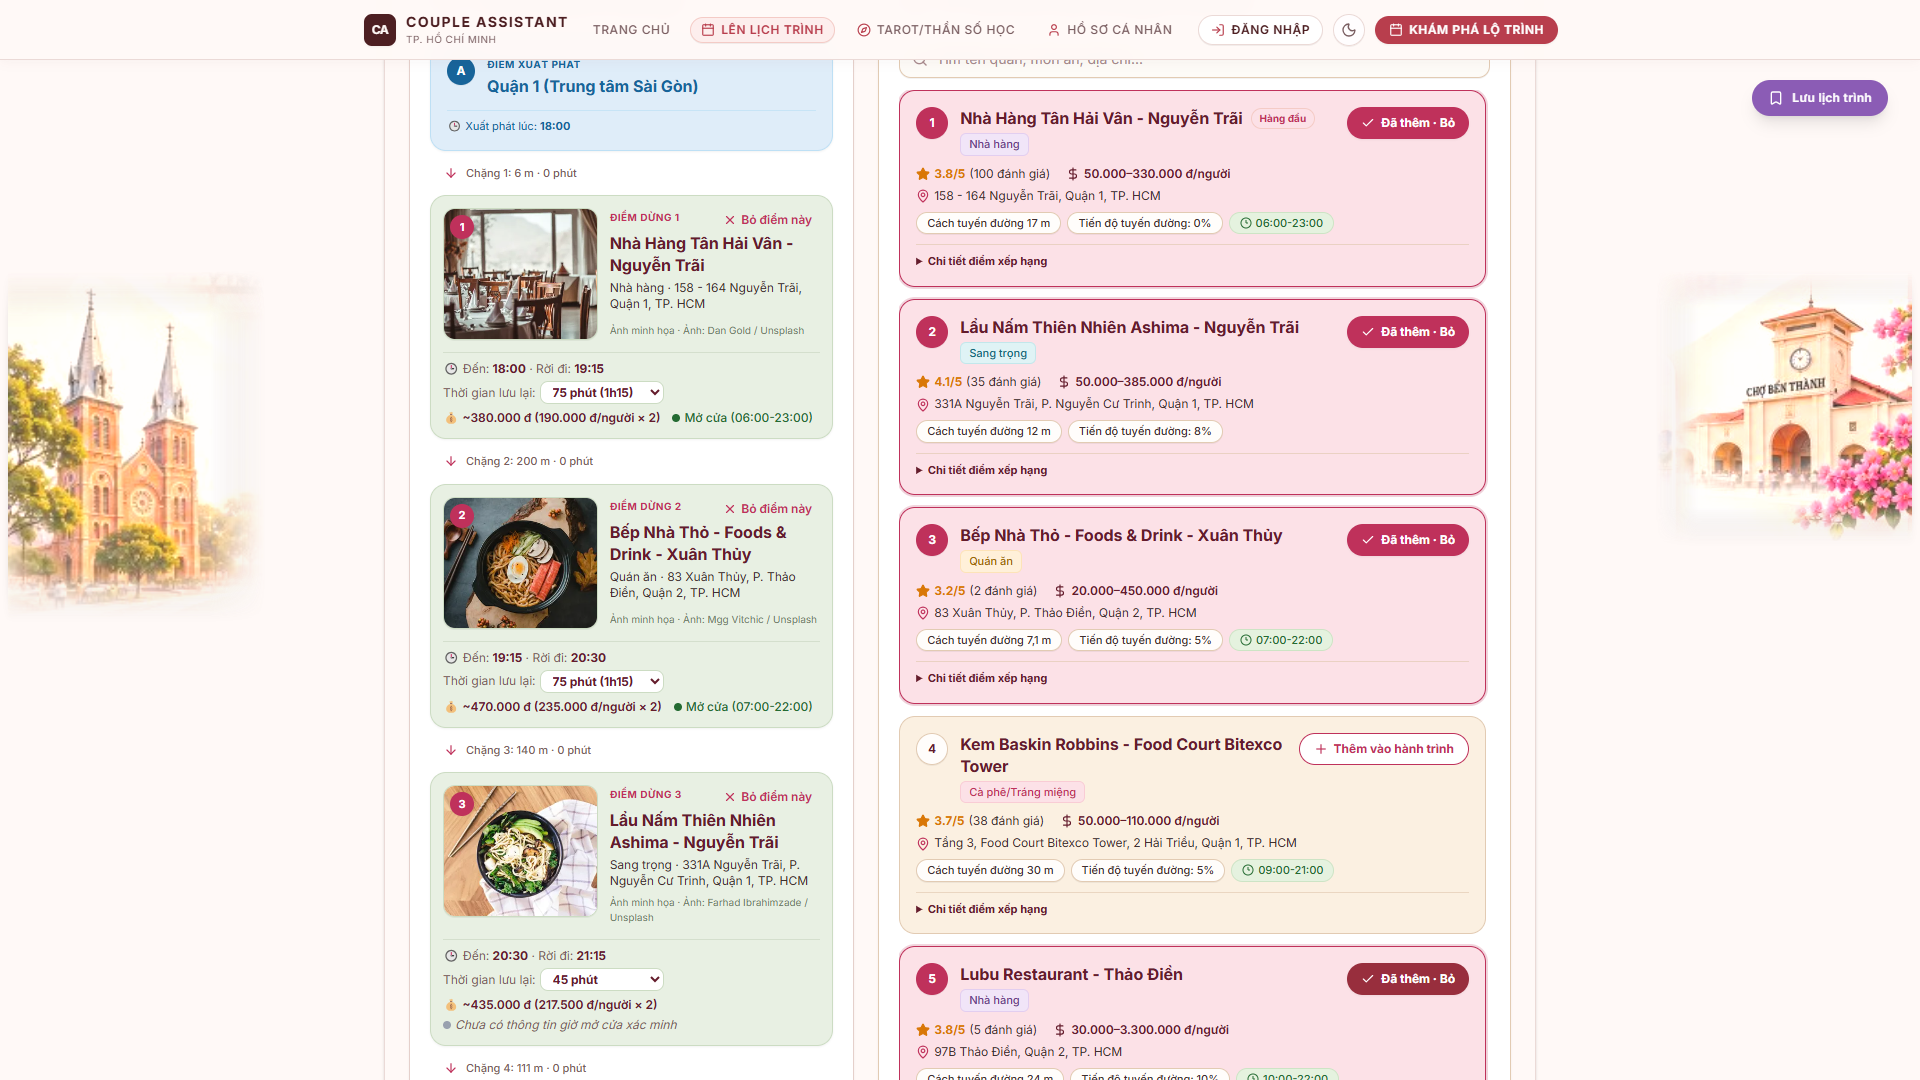 CA
COUPLE ASSISTANT
TP. HỒ CHÍ MINH
TRANG CHỦ
LÊN LỊCH TRÌNH
TAROT/THẦN SỐ HỌC
HỒ SƠ CÁ NHÂN
ĐĂNG NHẬP
KHÁM PHÁ LỘ TRÌNH
Lưu lịch trình
A
ĐIỂM XUẤT PHÁT
Quận 1 (Trung tâm Sài Gòn)
Xuất phát lúc: 18:00
Chặng 1: 6 m · 0 phút
1
ĐIỂM DỪNG 1
Bỏ điểm này
Nhà Hàng Tân Hải Vân -
Nguyễn Trãi
Nhà hàng · 158 - 164 Nguyễn Trãi,
Quận 1, TP. HCM
Ảnh minh họa · Ảnh: Dan Gold / Unsplash
Đến: 18:00 · Rời đi: 19:15
Thời gian lưu lại: 75 phút (1h15)
~380.000 đ (190.000 đ/người × 2)
Mở cửa (06:00-23:00)
Chặng 2: 200 m · 0 phút
2
ĐIỂM DỪNG 2
Bỏ điểm này
Bếp Nhà Thỏ - Foods &
Drink - Xuân Thủy
Quán ăn · 83 Xuân Thủy, P. Thảo
Điền, Quận 2, TP. HCM
Ảnh minh họa · Ảnh: Mgg Vitchic / Unsplash
Đến: 19:15 · Rời đi: 20:30
Thời gian lưu lại: 75 phút (1h15)
~470.000 đ (235.000 đ/người × 2)
Mở cửa (07:00-22:00)
Chặng 3: 140 m · 0 phút
3
ĐIỂM DỪNG 3
Bỏ điểm này
Lẩu Nấm Thiên Nhiên
Ashima - Nguyễn Trãi
Sang trọng · 331A Nguyễn Trãi, P.
Nguyễn Cư Trinh, Quận 1, TP. HCM
Ảnh minh họa · Ảnh: Farhad Ibrahimzade /
Unsplash
Đến: 20:30 · Rời đi: 21:15
Thời gian lưu lại: 45 phút
~435.000 đ (217.500 đ/người × 2)
Chưa có thông tin giờ mở cửa xác minh
Chặng 4: 111 m · 0 phút
Tìm tên quán, món ăn, địa chỉ...
1
Nhà Hàng Tân Hải Vân - Nguyễn Trãi
Hàng đầu
Đã thêm · Bỏ
Nhà hàng
3.8/5 (100 đánh giá)
50.000–330.000 đ/người
158 - 164 Nguyễn Trãi, Quận 1, TP. HCM
Cách tuyến đường 17 m
Tiến độ tuyến đường: 0%
06:00-23:00
Chi tiết điểm xếp hạng
2
Lẩu Nấm Thiên Nhiên Ashima - Nguyễn Trãi
Đã thêm · Bỏ
Sang trọng
4.1/5 (35 đánh giá)
50.000–385.000 đ/người
331A Nguyễn Trãi, P. Nguyễn Cư Trinh, Quận 1, TP. HCM
Cách tuyến đường 12 m
Tiến độ tuyến đường: 8%
Chi tiết điểm xếp hạng
3
Bếp Nhà Thỏ - Foods & Drink - Xuân Thủy
Đã thêm · Bỏ
Quán ăn
3.2/5 (2 đánh giá)
20.000–450.000 đ/người
83 Xuân Thủy, P. Thảo Điền, Quận 2, TP. HCM
Cách tuyến đường 7,1 m
Tiến độ tuyến đường: 5%
07:00-22:00
Chi tiết điểm xếp hạng
4
Kem Baskin Robbins - Food Court Bitexco
Tower
Thêm vào hành trình
Cà phê/Tráng miệng
3.7/5 (38 đánh giá)
50.000–110.000 đ/người
Tầng 3, Food Court Bitexco Tower, 2 Hải Triều, Quận 1, TP. HCM
Cách tuyến đường 30 m
Tiến độ tuyến đường: 5%
09:00-21:00
Chi tiết điểm xếp hạng
5
Lubu Restaurant - Thảo Điền
Đã thêm · Bỏ
Nhà hàng
3.8/5 (5 đánh giá)
30.000–3.300.000 đ/người
97B Thảo Điền, Quận 2, TP. HCM
Cách tuyến đường 24 m
Tiến độ tuyến đường: 10%
10:00-22:00
CHỢ BẾN THÀNH